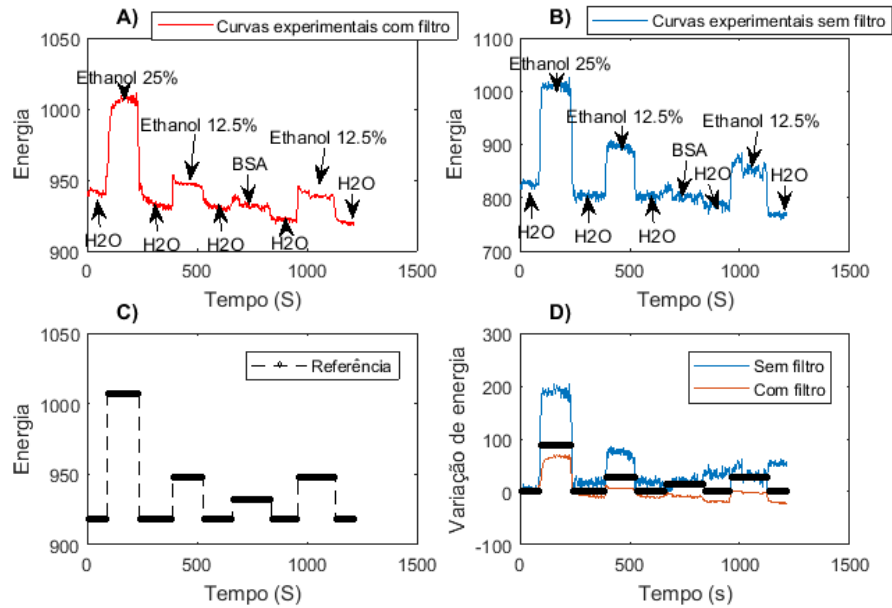 A)
Curvas experimentais com filtro
1050
1000
950
900
Energia
Ethanol 25%
Ethanol 12.5%
BSA
Ethanol 12.5%
H2O
H2O
H2O
H2O
H2O
0
500
1000
1500
Tempo (S)
B)
Curvas experimentais sem filtro
1100
1000
900
800
700
Energia
Ethanol 25%
Ethanol 12.5%
Ethanol 12.5%
BSA
H2O
H2O
H2O
H2O
H2O
0
500
1000
1500
Tempo (S)
C)
Referência
1050
1000
950
900
Energia
0
500
1000
1500
Tempo (S)
D)
Sem filtro
Com filtro
300
200
100
0
-100
Variação de energia
0
500
1000
1500
Tempo (s)